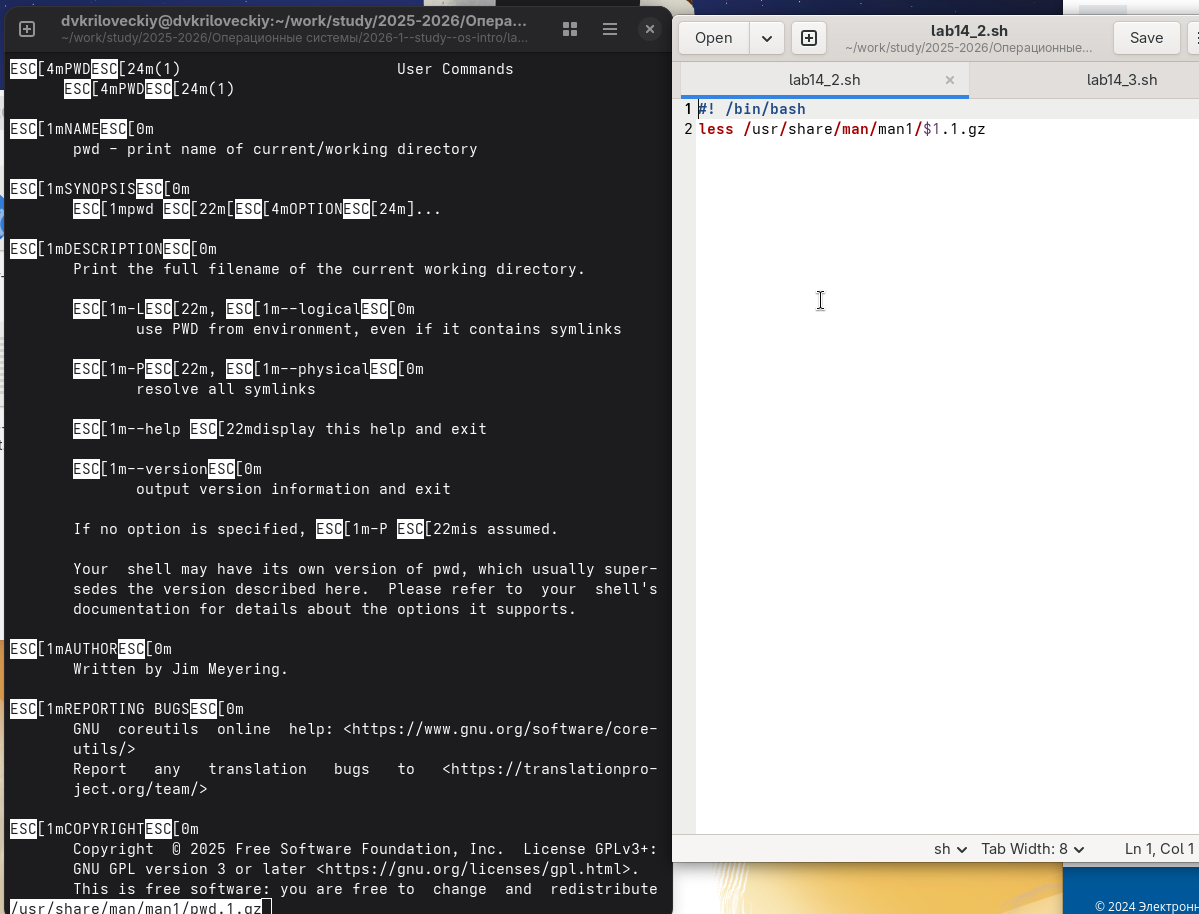 dvkriloveckiy@dvkriloveckiy:~/work/study/2025-2026/Опера...
~/work/study/2025-2026/Операционные системы/2026-1--study--os-intro/la...
ESC[4mPWDESC[24m(1) User Commands
ESC[4mPWDESC[24m(1)
ESC[1mNAMEESC[0m
pwd - print name of current/working directory
ESC[1mSYNOPSISESC[0m
ESC[1mpwd ESC[22m[ESC[4mOPTIONESC[24m]...
ESC[1mDESCRIPTIONESC[0m
Print the full filename of the current working directory.
ESC[1m-LESC[22m, ESC[1m--logicalESC[0m
use PWD from environment, even if it contains symlinks
ESC[1m-PESC[22m, ESC[1m--physicalESC[0m
resolve all symlinks
ESC[1m--help ESC[22mdisplay this help and exit
ESC[1m--versionESC[0m
output version information and exit
If no option is specified, ESC[1m-P ESC[22mis assumed.
Your shell may have its own version of pwd, which usually super-
sedes the version described here. Please refer to your shell's
documentation for details about the options it supports.
ESC[1mAUTHORESC[0m
Written by Jim Meyering.
ESC[1mREPORTING BUGSESC[0m
GNU coreutils online help: <https://www.gnu.org/software/core-
utils/>
Report any translation bugs to <https://translationpro-
ject.org/team/>
ESC[1mCOPYRIGHTESC[0m
Copyright © 2025 Free Software Foundation, Inc. License GPLv3+:
GNU GPL version 3 or later <https://gnu.org/licenses/gpl.html>.
This is free software: you are free to change and redistribute
/usr/share/man/man1/pwd.1.gz
Open
lab14_2.sh
~/work/study/2025-2026/Операционные...
Save
lab14_2.sh × lab14_3.sh
1 #! /bin/bash
2 less /usr/share/man/man1/$1.1.gz
sh Tab Width: 8 Ln 1, Col 1
© 2024 Электронн